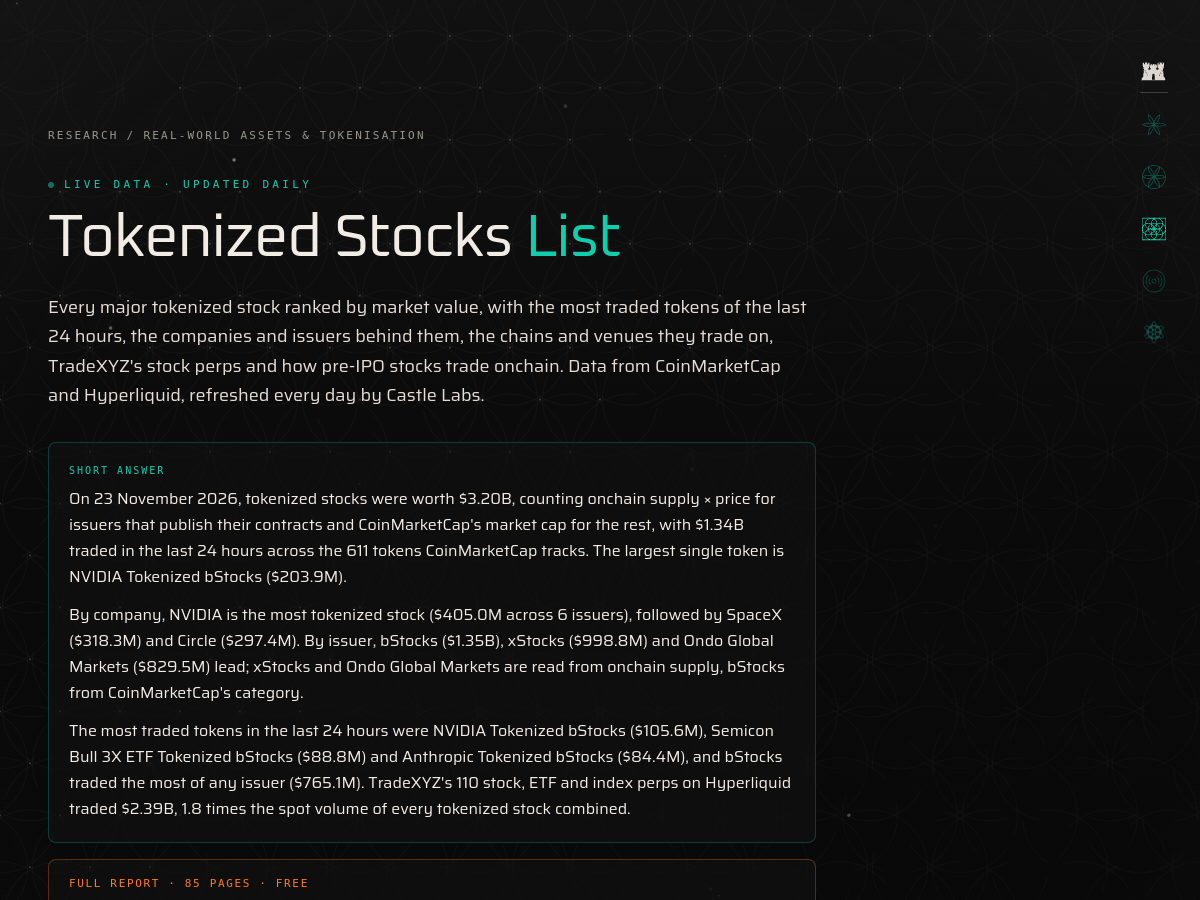 RESEARCH / REAL-WORLD ASSETS & TOKENISATION
LIVE DATA · UPDATED DAILY
Tokenized Stocks List
Every major tokenized stock ranked by market value, with the most traded tokens of the last
24 hours, the companies and issuers behind them, the chains and venues they trade on,
TradeXYZ's stock perps and how pre-IPO stocks trade onchain. Data from CoinMarketCap
and Hyperliquid, refreshed every day by Castle Labs.
SHORT ANSWER
On 23 November 2026, tokenized stocks were worth $3.20B, counting onchain supply × price for
issuers that publish their contracts and CoinMarketCap's market cap for the rest, with $1.34B
traded in the last 24 hours across the 611 tokens CoinMarketCap tracks. The largest single token is
NVIDIA Tokenized bStocks ($203.9M).
By company, NVIDIA is the most tokenized stock ($405.0M across 6 issuers), followed by SpaceX
($318.3M) and Circle ($297.4M). By issuer, bStocks ($1.35B), xStocks ($998.8M) and Ondo Global
Markets ($829.5M) lead; xStocks and Ondo Global Markets are read from onchain supply, bStocks
from CoinMarketCap's category.
The most traded tokens in the last 24 hours were NVIDIA Tokenized bStocks ($105.6M), Semicon
Bull 3X ETF Tokenized bStocks ($88.8M) and Anthropic Tokenized bStocks ($84.4M), and bStocks
traded the most of any issuer ($765.1M). TradeXYZ's 110 stock, ETF and index perps on Hyperliquid
traded $2.39B, 1.8 times the spot volume of every tokenized stock combined.
FULL REPORT · 85 PAGES · FREE